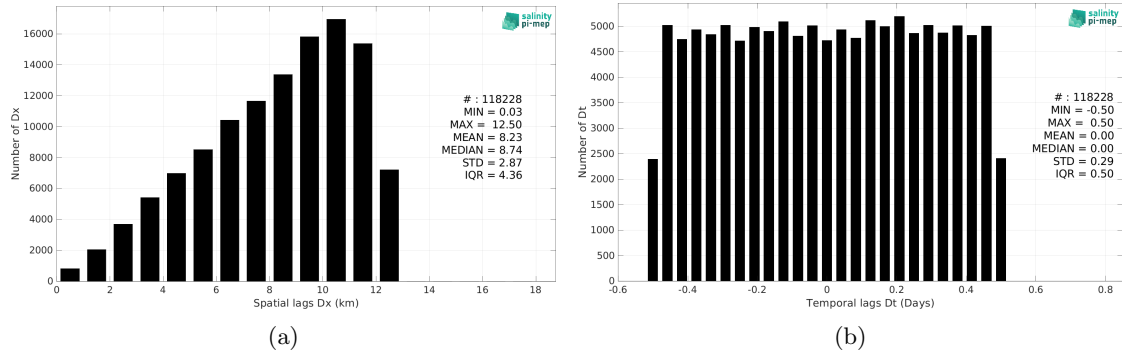 16000
14000
12000
10000
8000
6000
4000
2000
0
Number of Dx
0 2 4 6 8 10 12 14 16 18
Spatial lags Dx (km)
salinity
pi-mep
# : 118228
MIN = 0.03
MAX = 12.50
MEAN = 8.23
MEDIAN = 8.74
STD = 2.87
IQR = 4.36
(a)
5000
4500
4000
3500
3000
2500
2000
1500
1000
500
0
Number of Dt
-0.6 -0.4 -0.2 0 0.2 0.4 0.6 0.8
Temporal lags Dt (Days)
salinity
pi-mep
# : 118228
MIN = -0.50
MAX = 0.50
MEAN = 0.00
MEDIAN = 0.00
STD = 0.29
IQR = 0.50
(b)